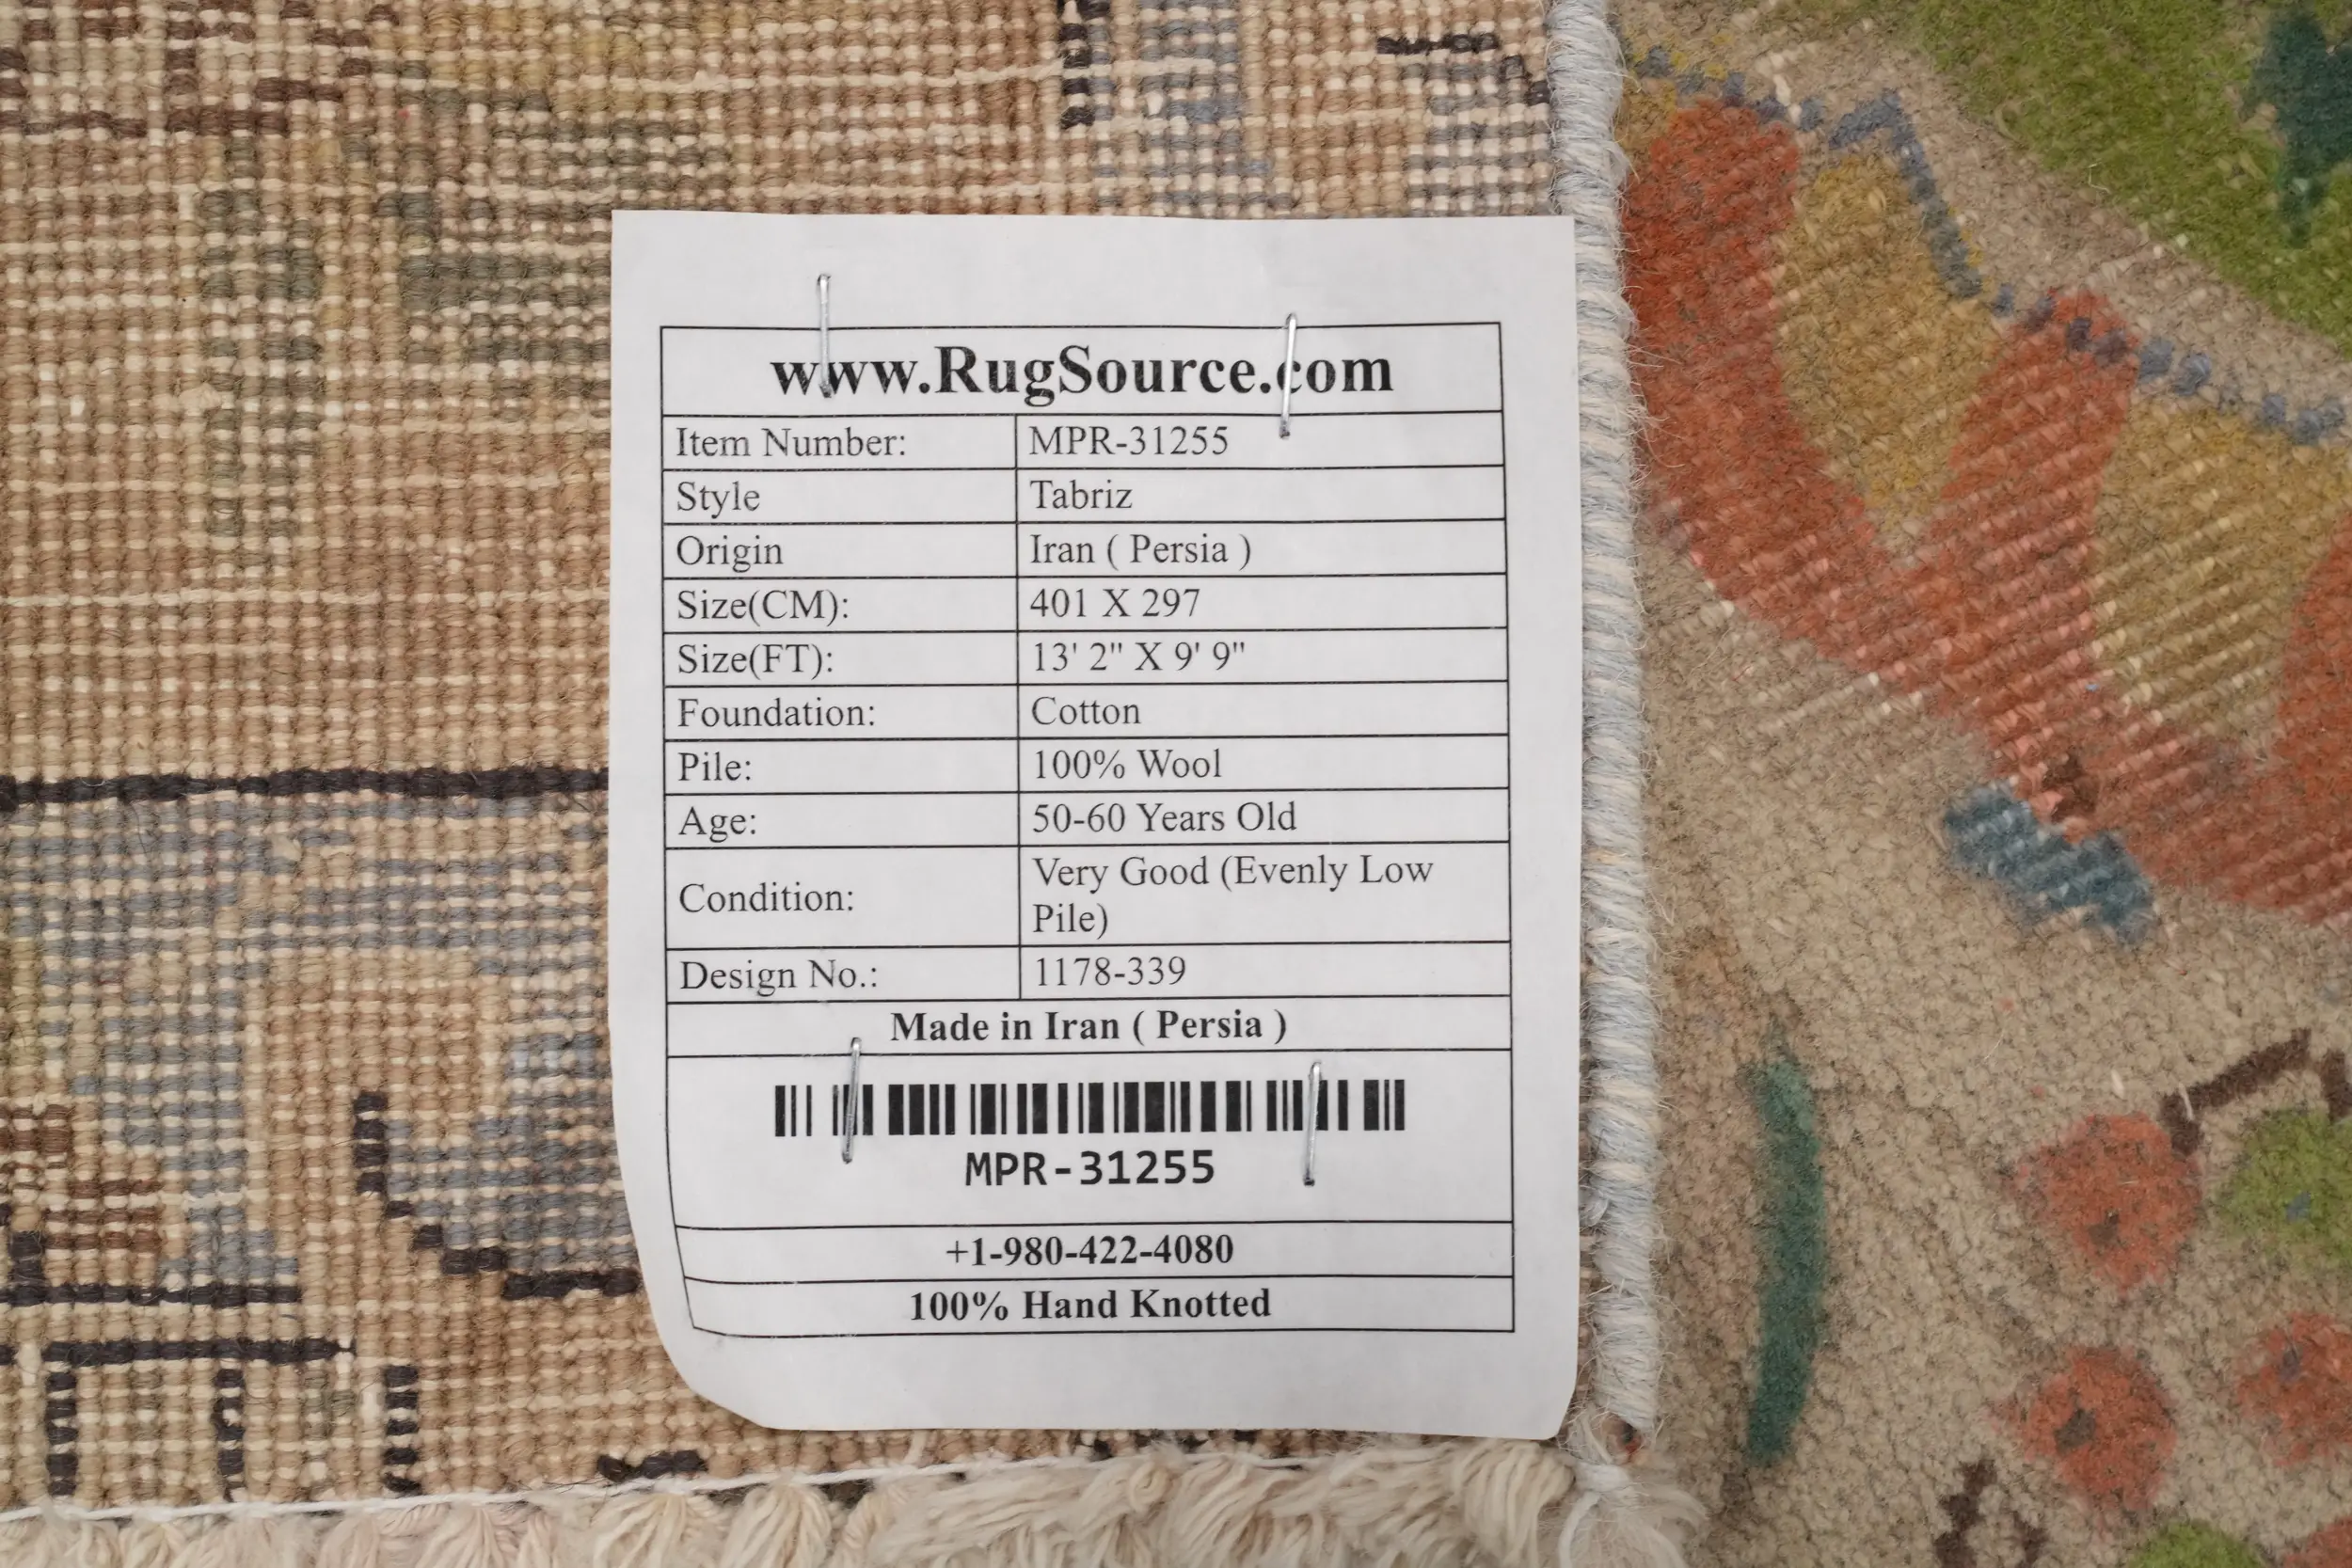 www.RugSource.com
Item Number: MPR-31255
Style Tabriz
Origin Iran ( Persia )
Size(CM): 401 X 297
Size(FT): 13' 2" X 9' 9"
Foundation: Cotton
Pile: 100% Wool
Age: 50-60 Years Old
Condition: Very Good (Evenly Low
Pile)
Design No.: 1178-339
Made in Iran ( Persia )
MPR-31255
+1-980-422-4080
100% Hand Knotted